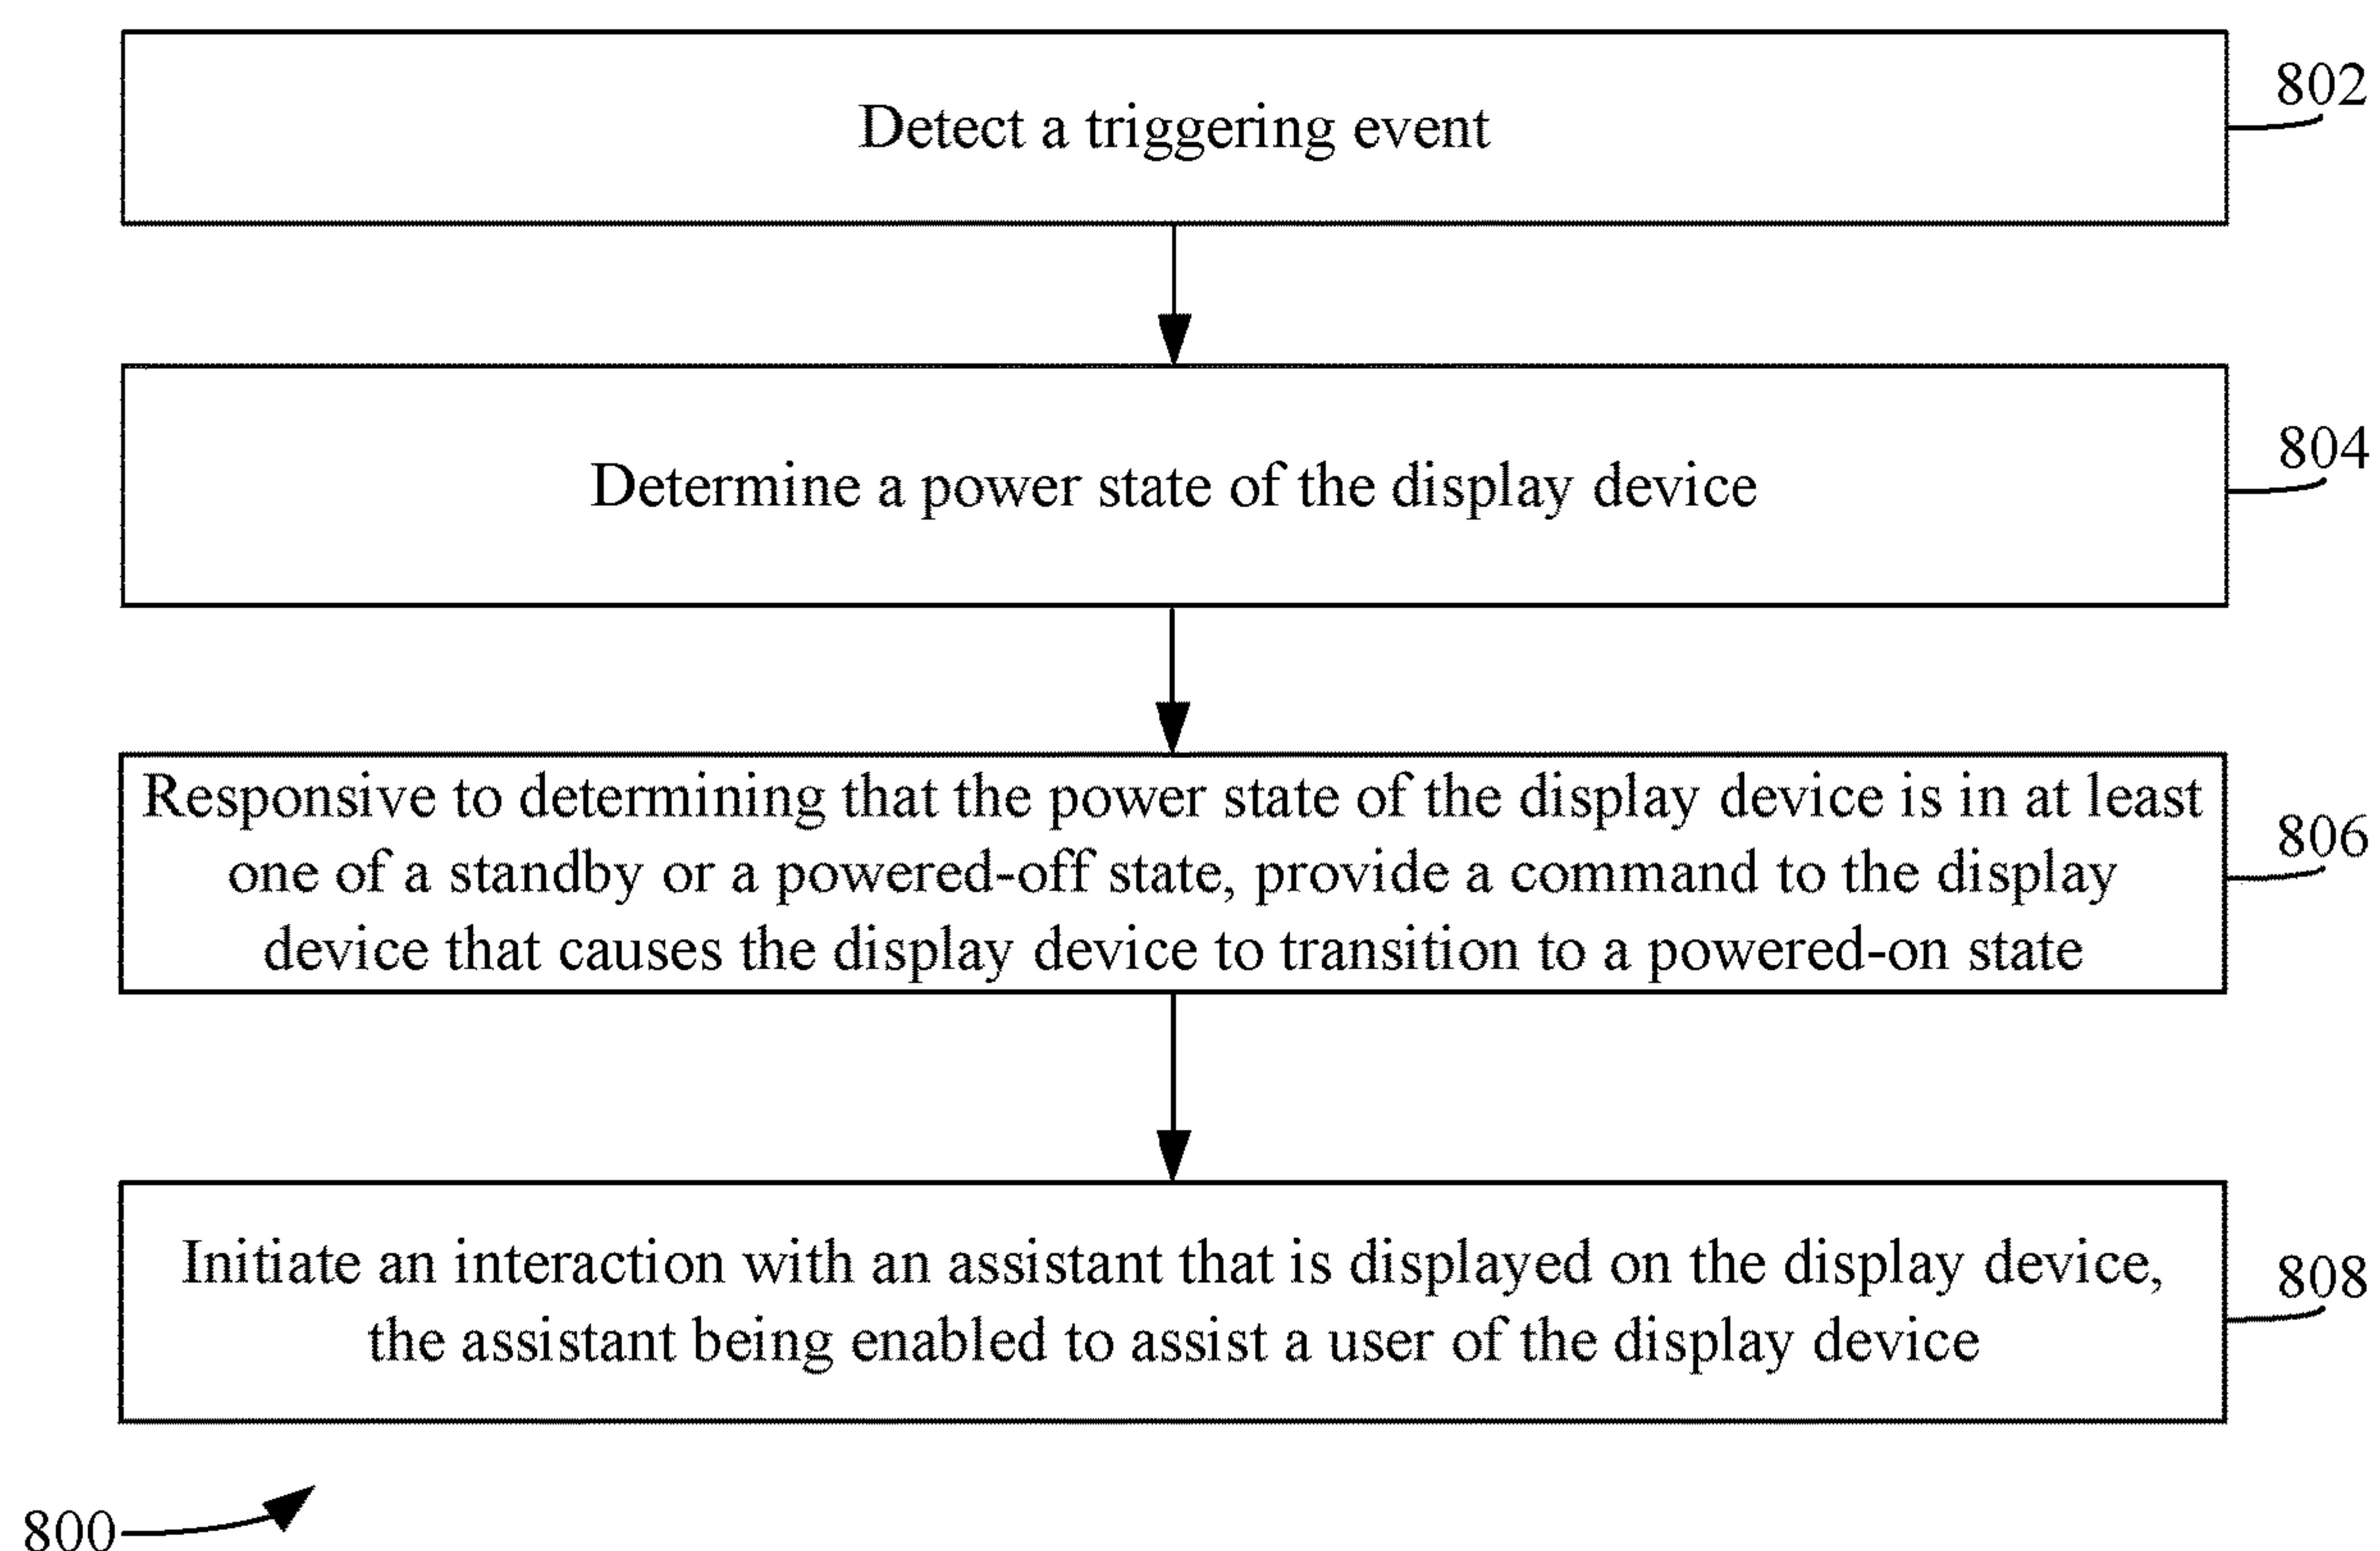 Detect a triggering event
802
Determine a power state of the display device
804
Responsive to determining that the power state of the display device is in at least
one of a standby or a powered-off state, provide a command to the display
device that causes the display device to transition to a powered-on state
806
Initiate an interaction with an assistant that is displayed on the display device,
the assistant being enabled to assist a user of the display device
808
800